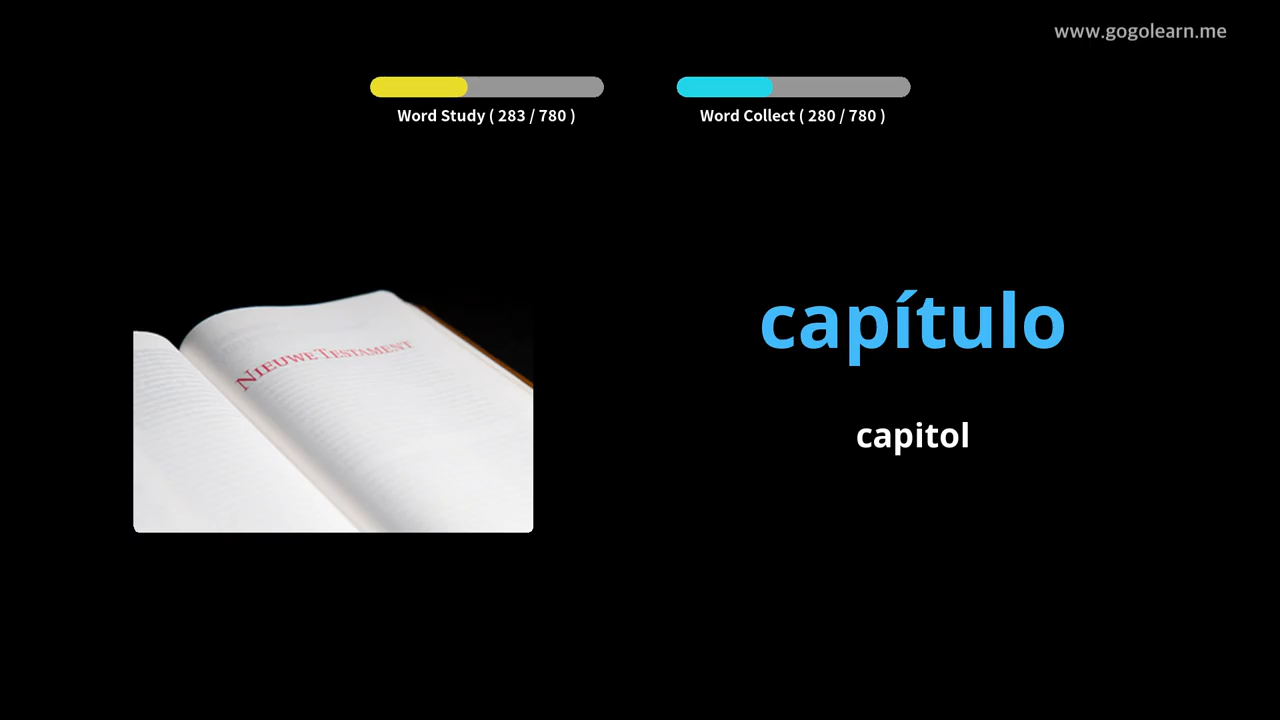 www.gogolearn.me
Word Study ( 283 / 780 )
Word Collect ( 280 / 780 )
NIEUWE TESTAMENT
capítulo
capitol